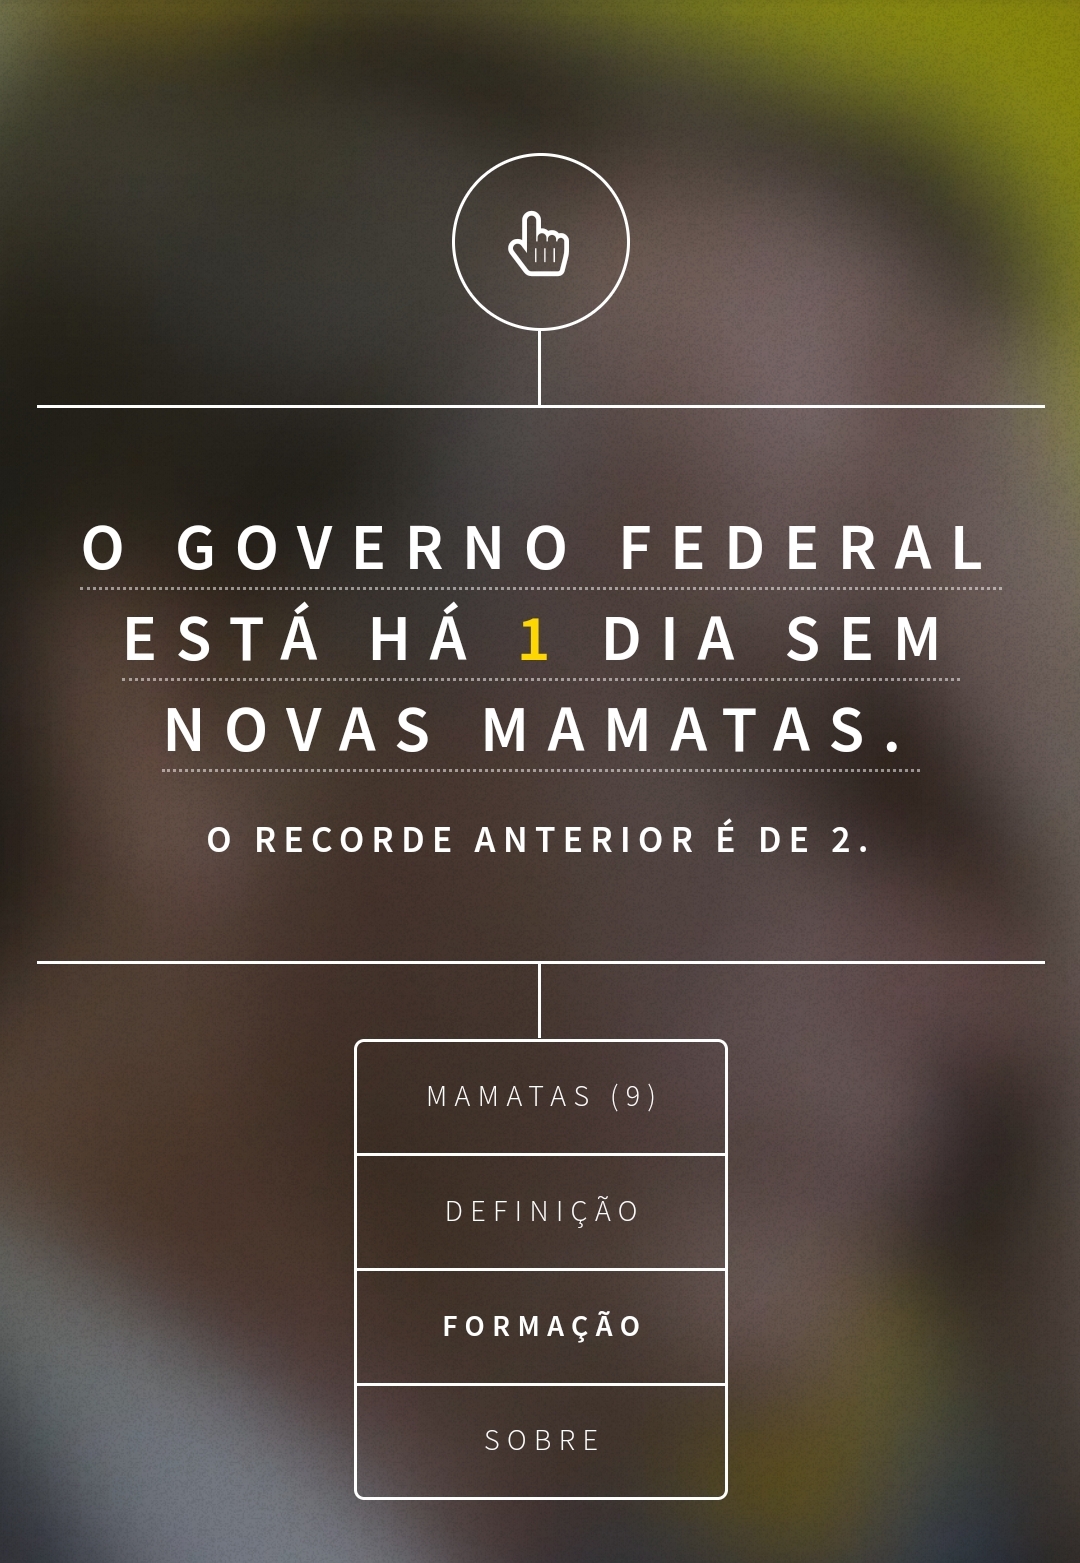 O GOVERNO FEDERAL
ESTÁ HÁ 1 DIA SEM
NOVAS MAMATAS.
O RECORDE ANTERIOR É DE 2.
MAMATAS (9)
DEFINIÇÃO
FORMAÇÃO
SOBRE